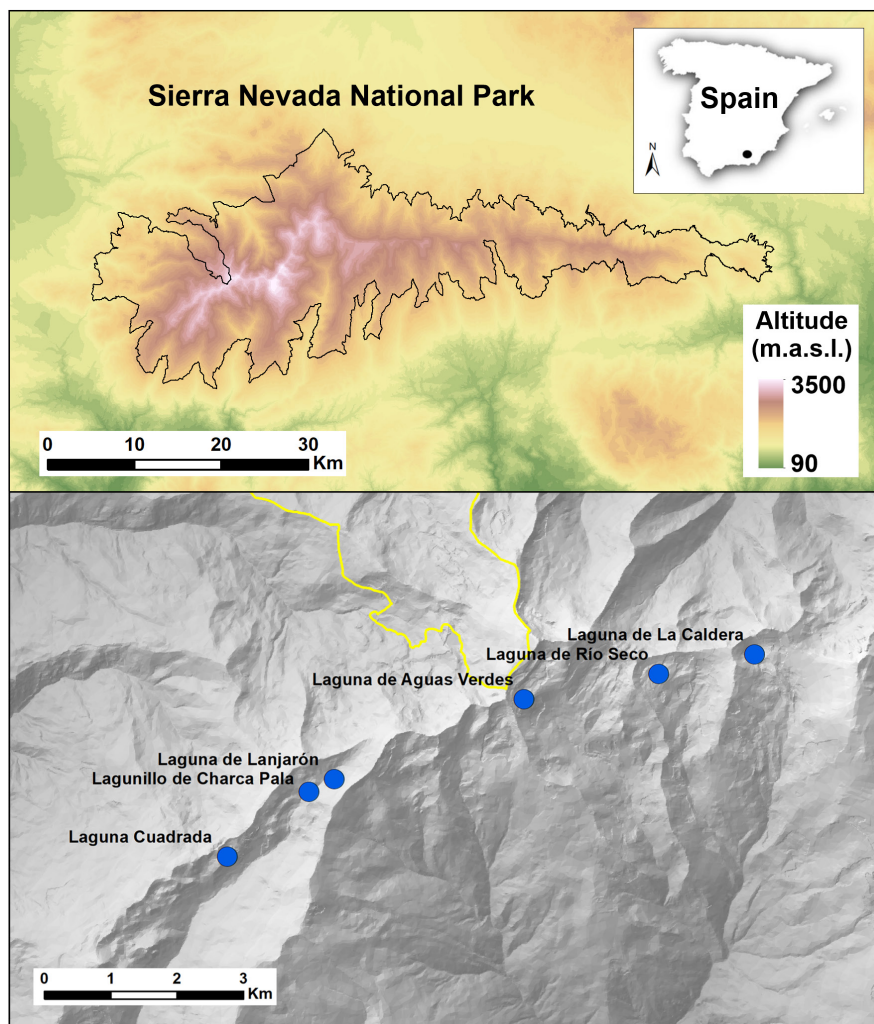 Sierra Nevada National Park
Spain
N
Altitude
(m.a.s.l.)
3500
90
0 10 20 30
Km
Laguna de La Caldera
Laguna de Río Seco
Laguna de Aguas Verdes
Laguna de Lanjarón
Lagunillo de Charca Pala
Laguna Cuadrada
0 1 2 3
Km